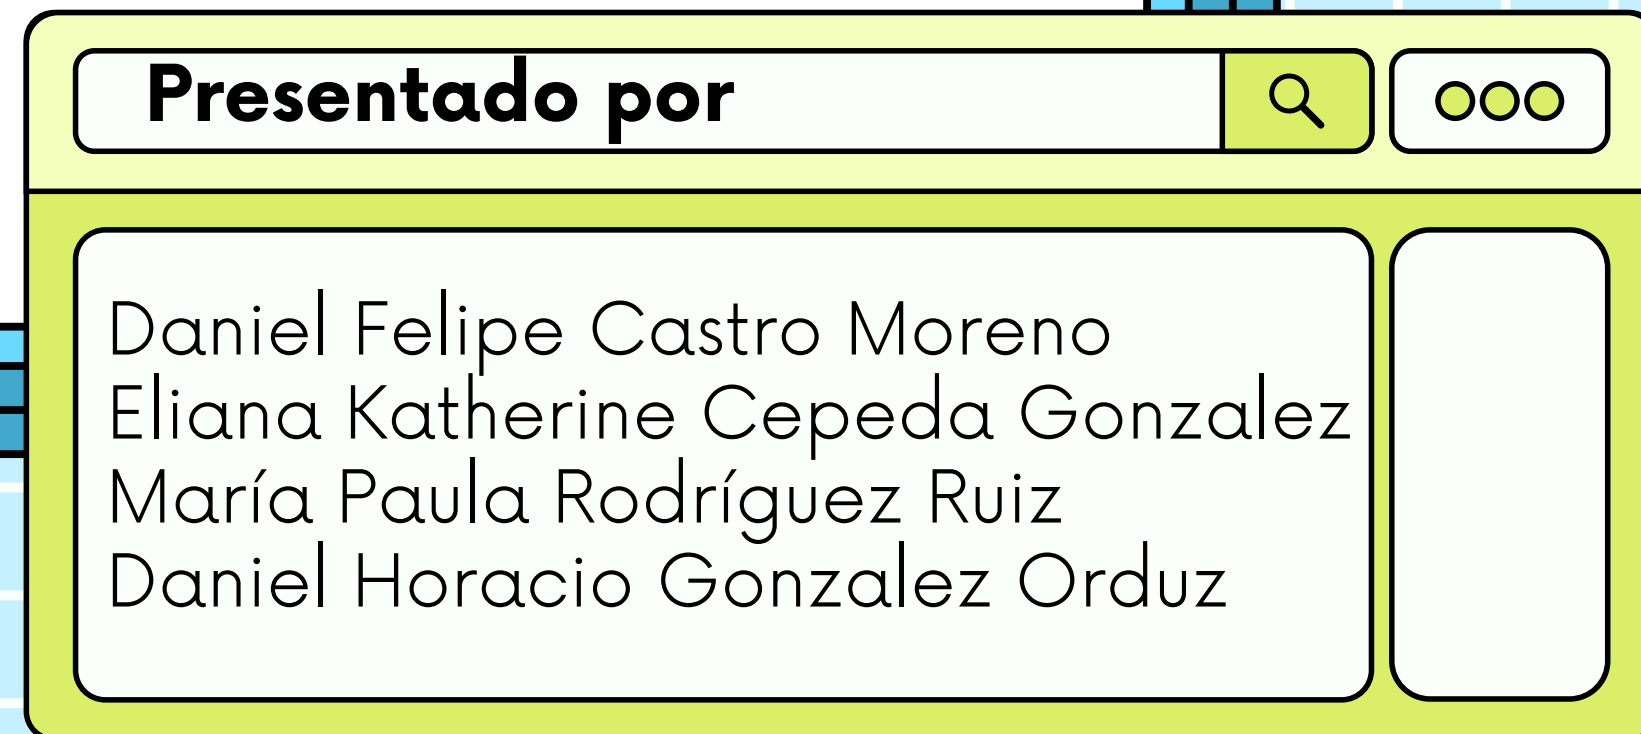 Presentado por
Daniel Felipe Castro Moreno
Eliana Katherine Cepeda Gonzalez
María Paula Rodríguez Ruiz
Daniel Horacio Gonzalez Orduz